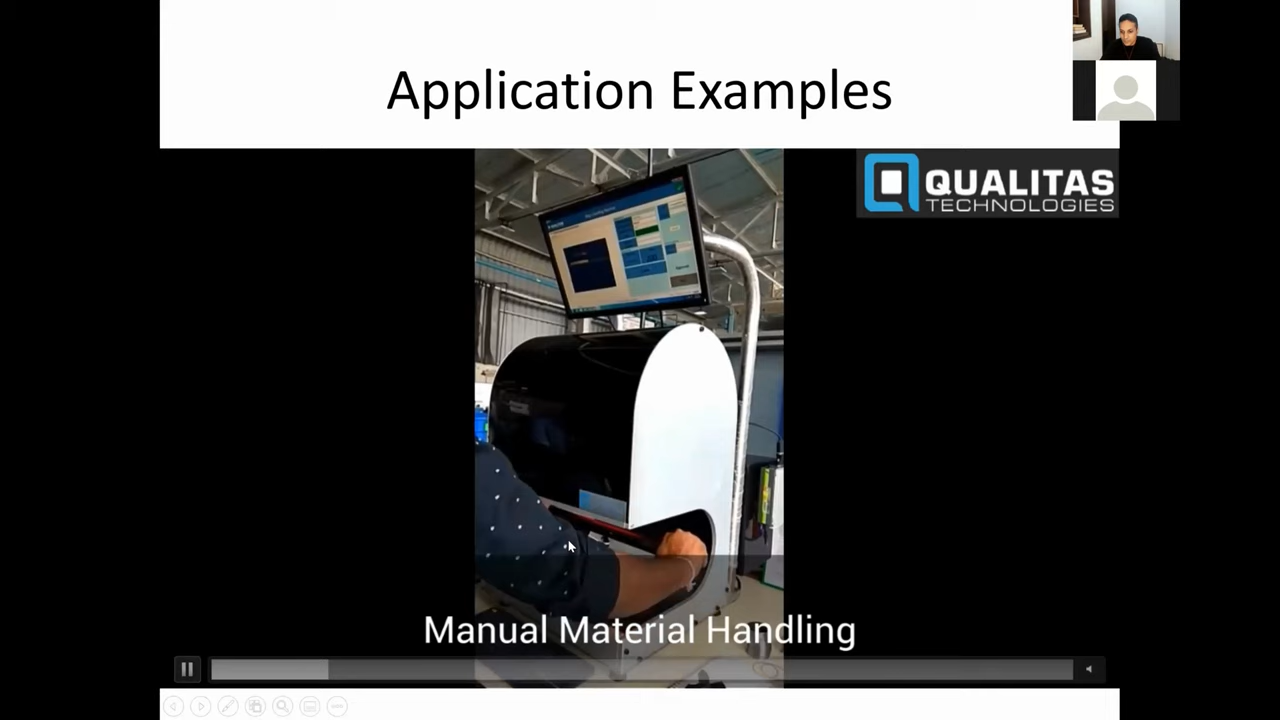 Application Examples
QUALITAS
TECHNOLOGIES
Manual Material Handling